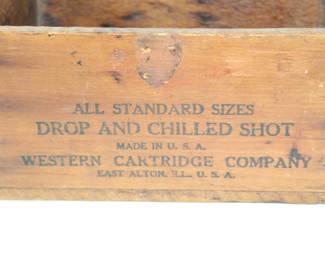 ALL STANDARD SIZES
DROP AND CHILLED SHOT
MADE IN U. S. A.
WESTERN CARTRIDGE COMPANY
EAST ALTON, ILL., U. S. A.